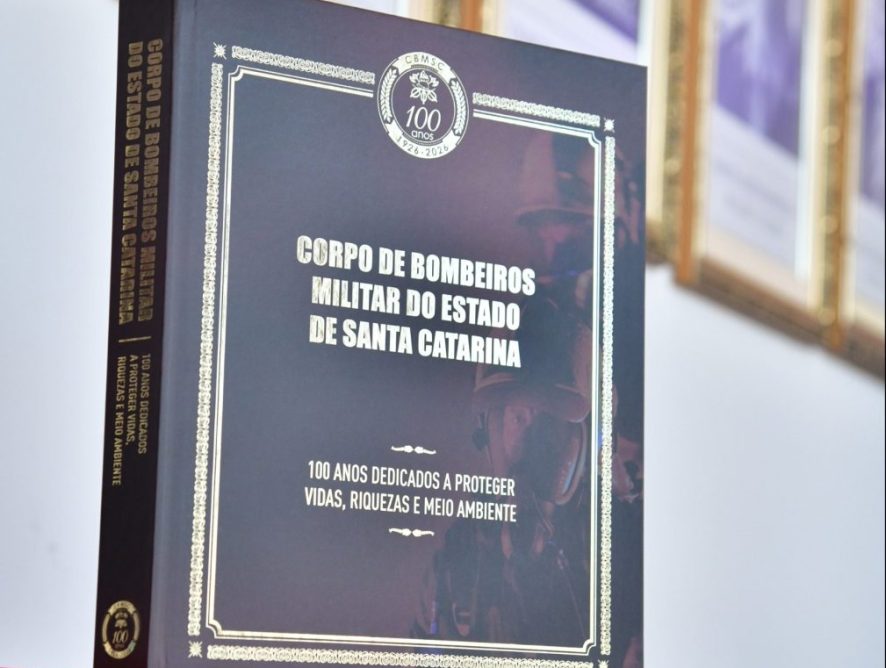 CBMSC
100
anos
1926-2026
CORPO DE BOMBEIROS
MILITAR DO ESTADO
DE SANTA CATARINA
100 ANOS DEDICADOS A PROTEGER
VIDAS, RIQUEZAS E MEIO AMBIENTE
CORPO DE BOMBEIROS MILITAR
DO ESTADO DE SANTA CATARINA
100 ANOS DEDICADOS
A PROTEGER VIDAS,
RIQUEZAS E MEIO AMBIENTE
100